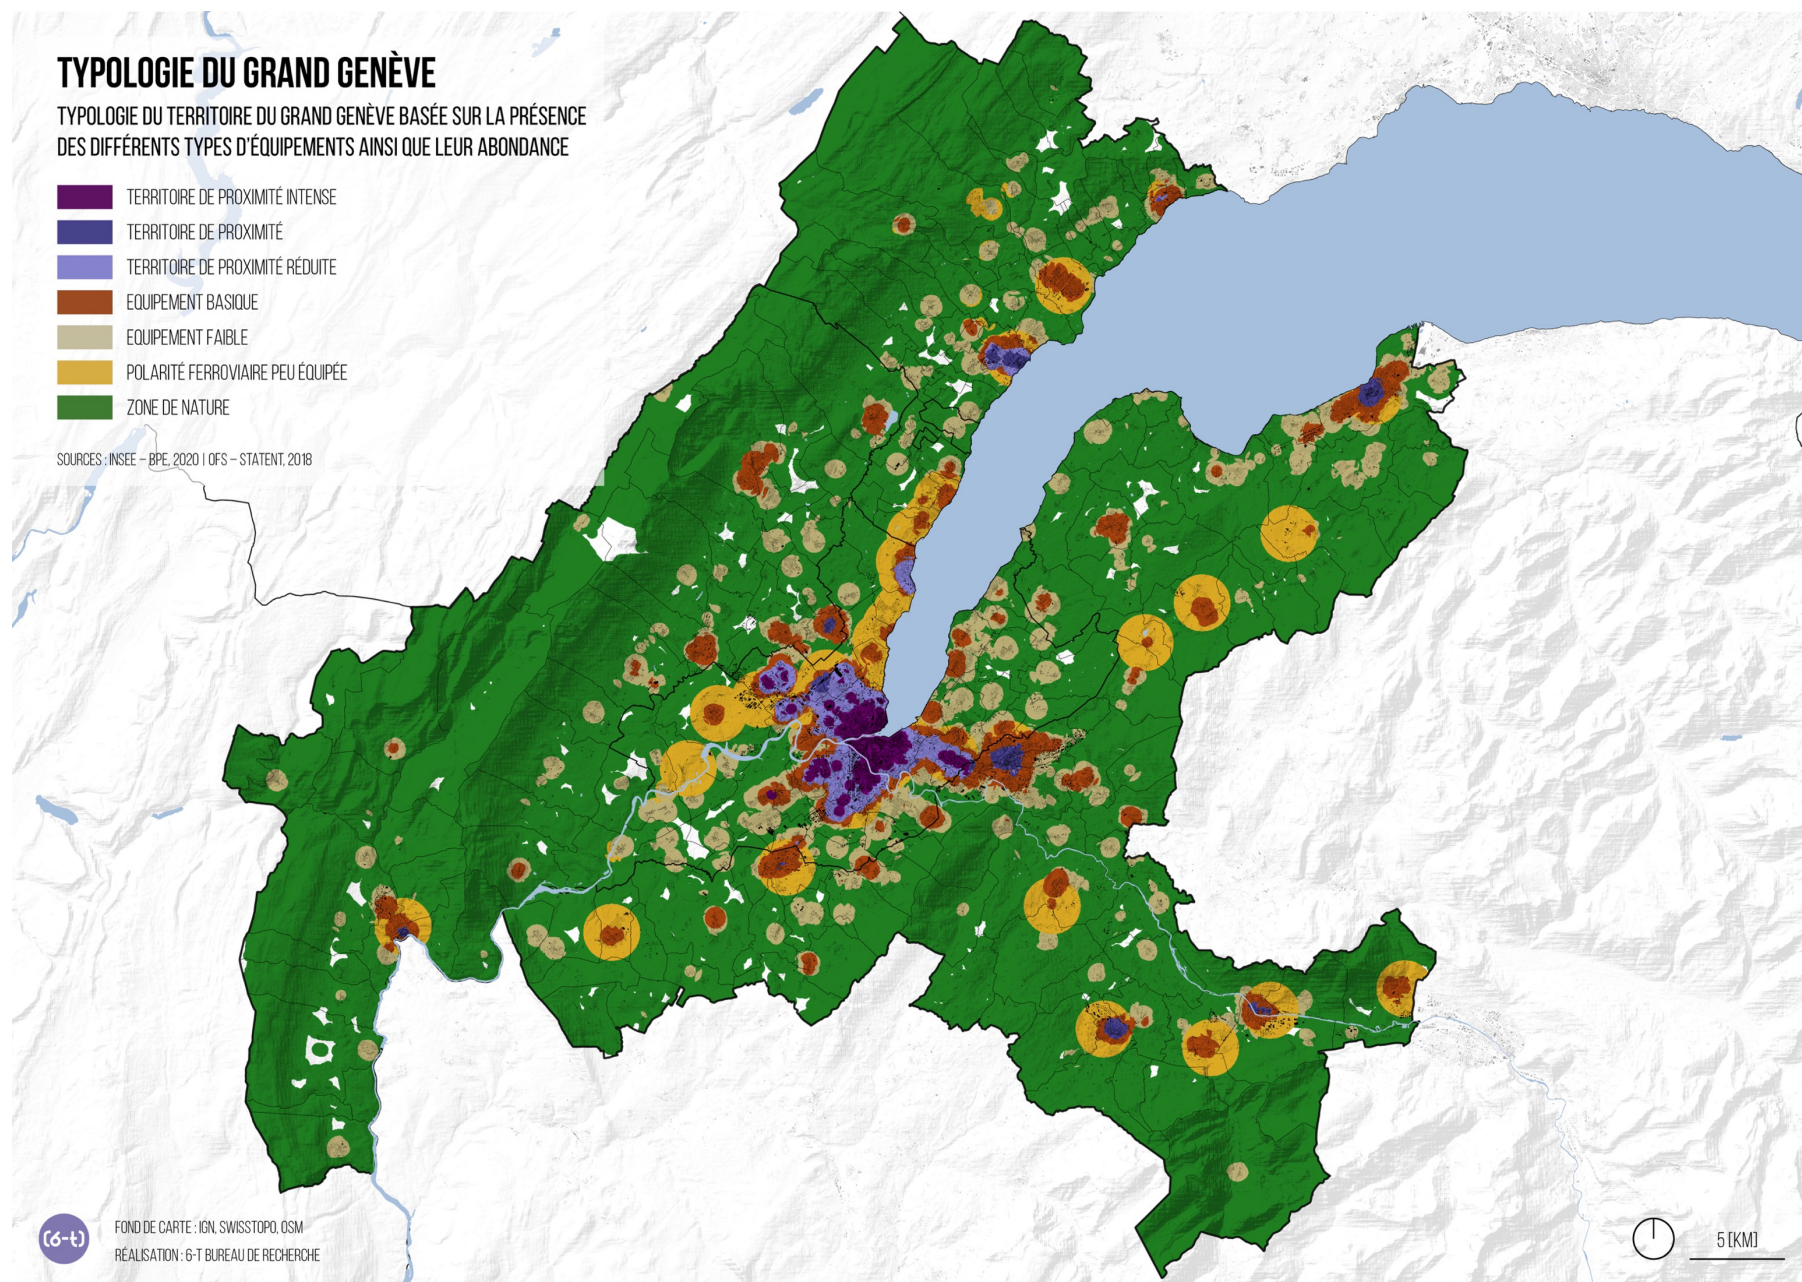 TYPOLOGIE DU GRAND GENÈVE
TYPOLOGIE DU TERRITOIRE DU GRAND GENÈVE BASÉE SUR LA PRÉSENCE
DES DIFFÉRENTS TYPES D'ÉQUIPEMENTS AINSI QUE LEUR ABONDANCE
TERRITOIRE DE PROXIMITÉ INTENSE
TERRITOIRE DE PROXIMITÉ
TERRITOIRE DE PROXIMITÉ RÉDUITE
EQUIPEMENT BASIQUE
EQUIPEMENT FAIBLE
POLARITÉ FERROVIAIRE PEU ÉQUIPÉE
ZONE DE NATURE
SOURCES : INSEE – BPE, 2020 | OFS – STATENT, 2018
(6-t)
FOND DE CARTE : IGN, SWISSTOPO, OSM
RÉALISATION : 6-T BUREAU DE RECHERCHE
5 [KM]